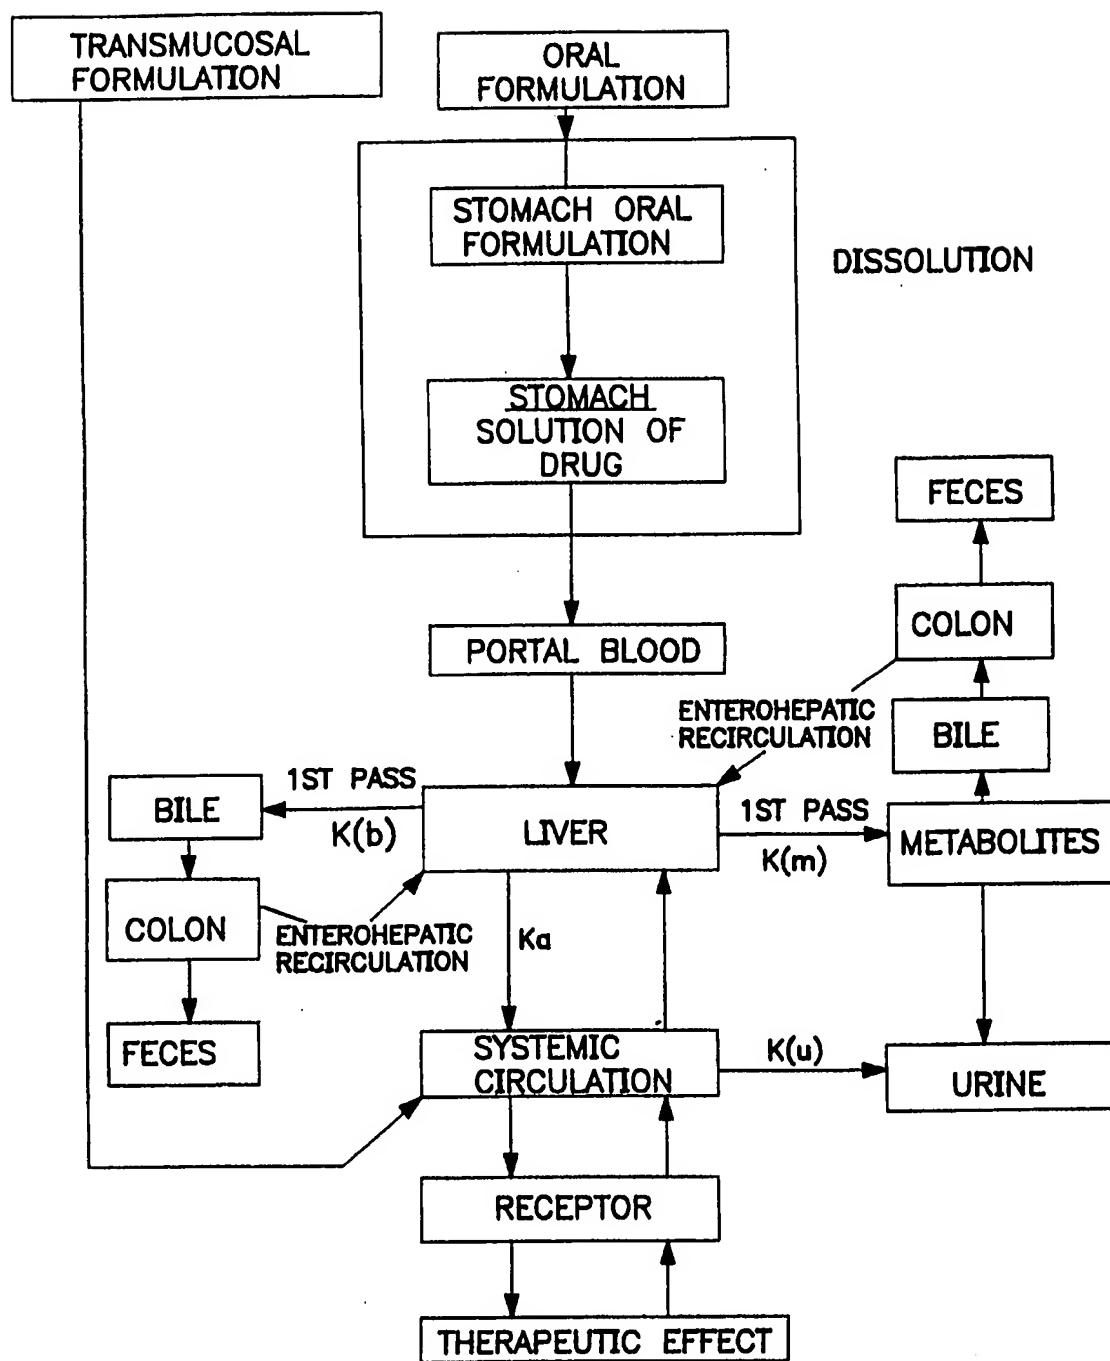 TRANSMUCOSAL
FORMULATION
ORAL
FORMULATION
STOMACH ORAL
FORMULATION
DISSOLUTION
STOMACH
SOLUTION OF
DRUG
FECES
COLON
PORTAL BLOOD
ENTEROHEPATIC
RECIRCULATION
BILE
BILE
1ST PASS
K(b)
LIVER
1ST PASS
K(m)
METABOLITES
COLON
ENTEROHEPATIC
RECIRCULATION
Ka
FECES
SYSTEMIC
CIRCULATION
K(u)
URINE
RECEPTOR
THERAPEUTIC EFFECT